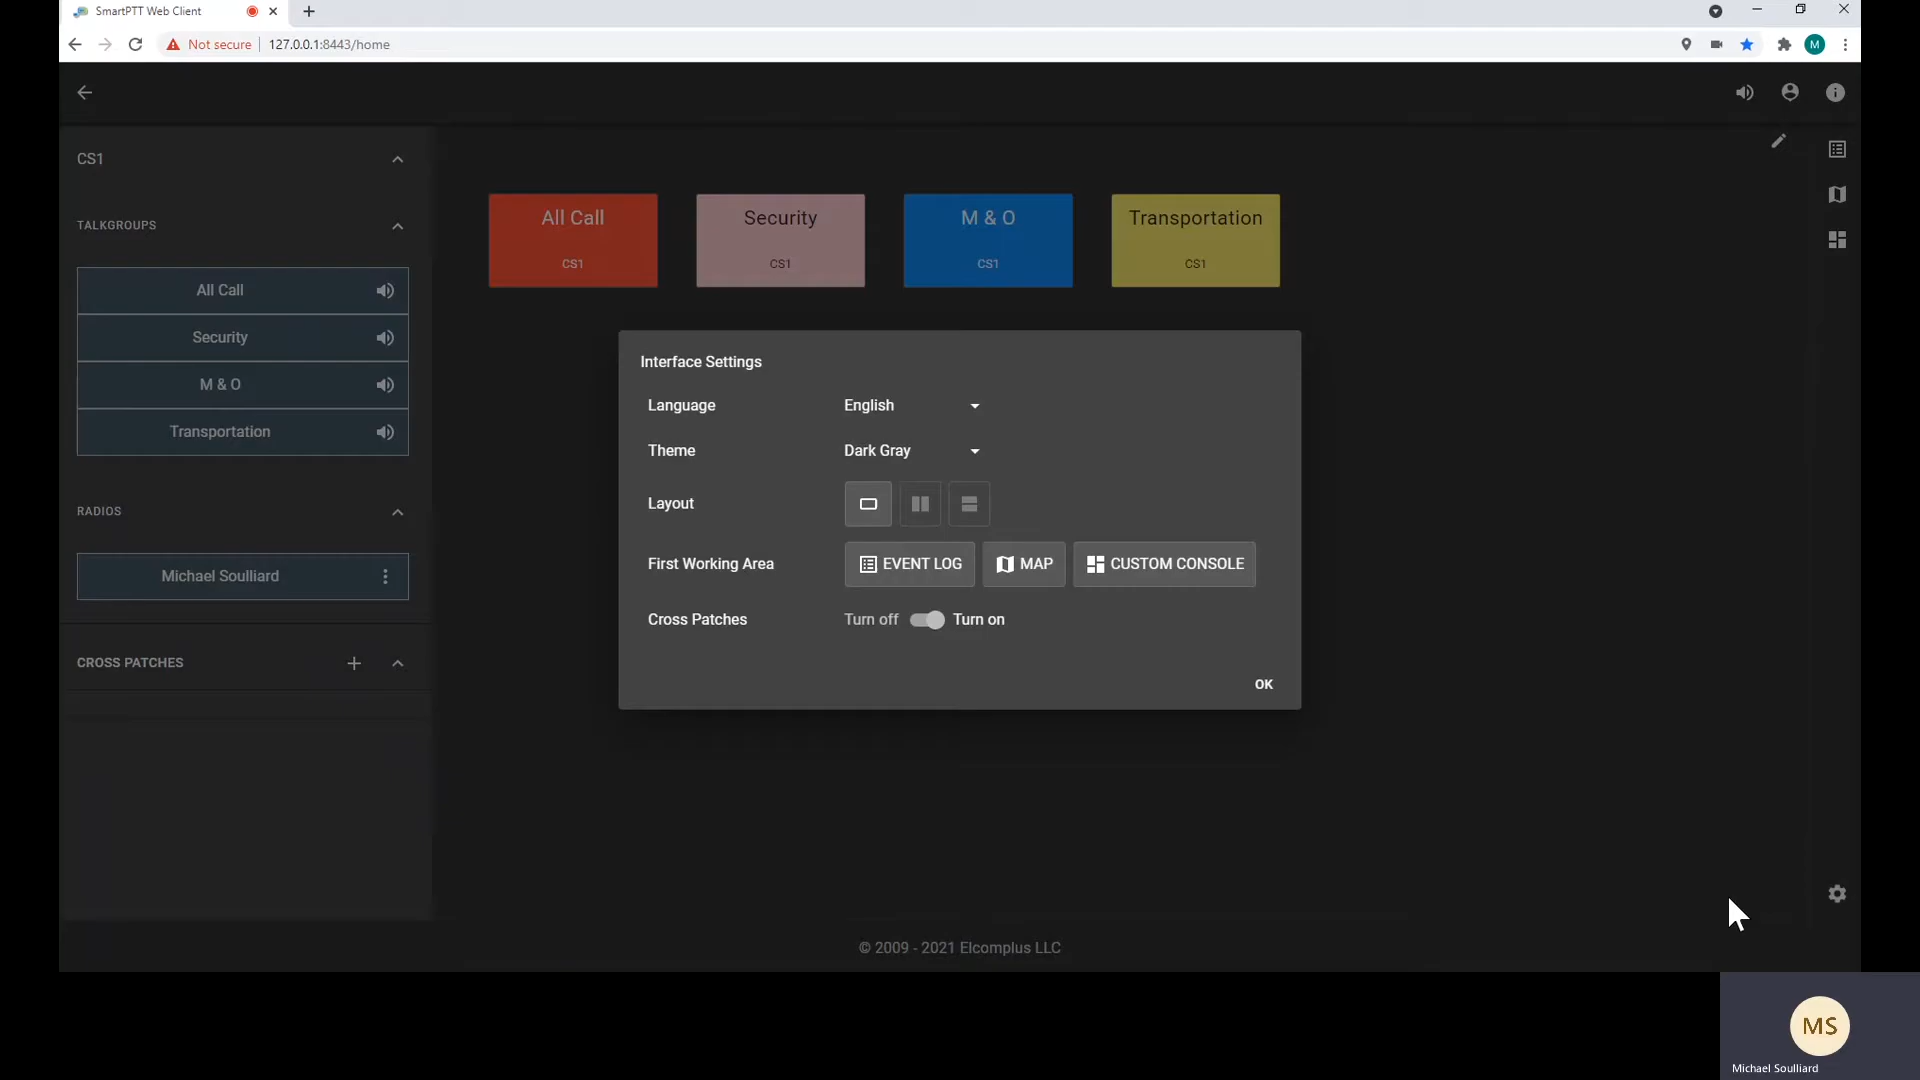 SmartPTT Web Client
Not secure
127.0.0.1:8443/home
M
CS1
TALKGROUPS
All Call
Security
M & O
Transportation
RADIOS
Michael Soulliard
CROSS PATCHES
All Call
CS1
Security
CS1
M & O
CS1
Transportation
CS1
Interface Settings
Language English
Theme Dark Gray
Layout
First Working Area EVENT LOG MAP CUSTOM CONSOLE
Cross Patches Turn off Turn on
OK
© 2009 - 2021 Elcomplus LLC
MS
Michael Soulliard